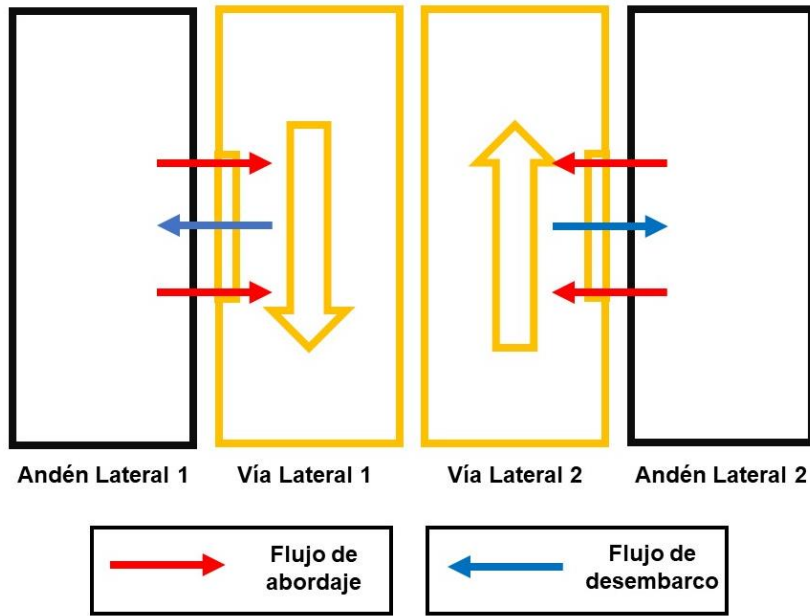 Andén Lateral 1
Vía Lateral 1
Vía Lateral 2
Andén Lateral 2
Flujo de
abordaje
Flujo de
desembarco